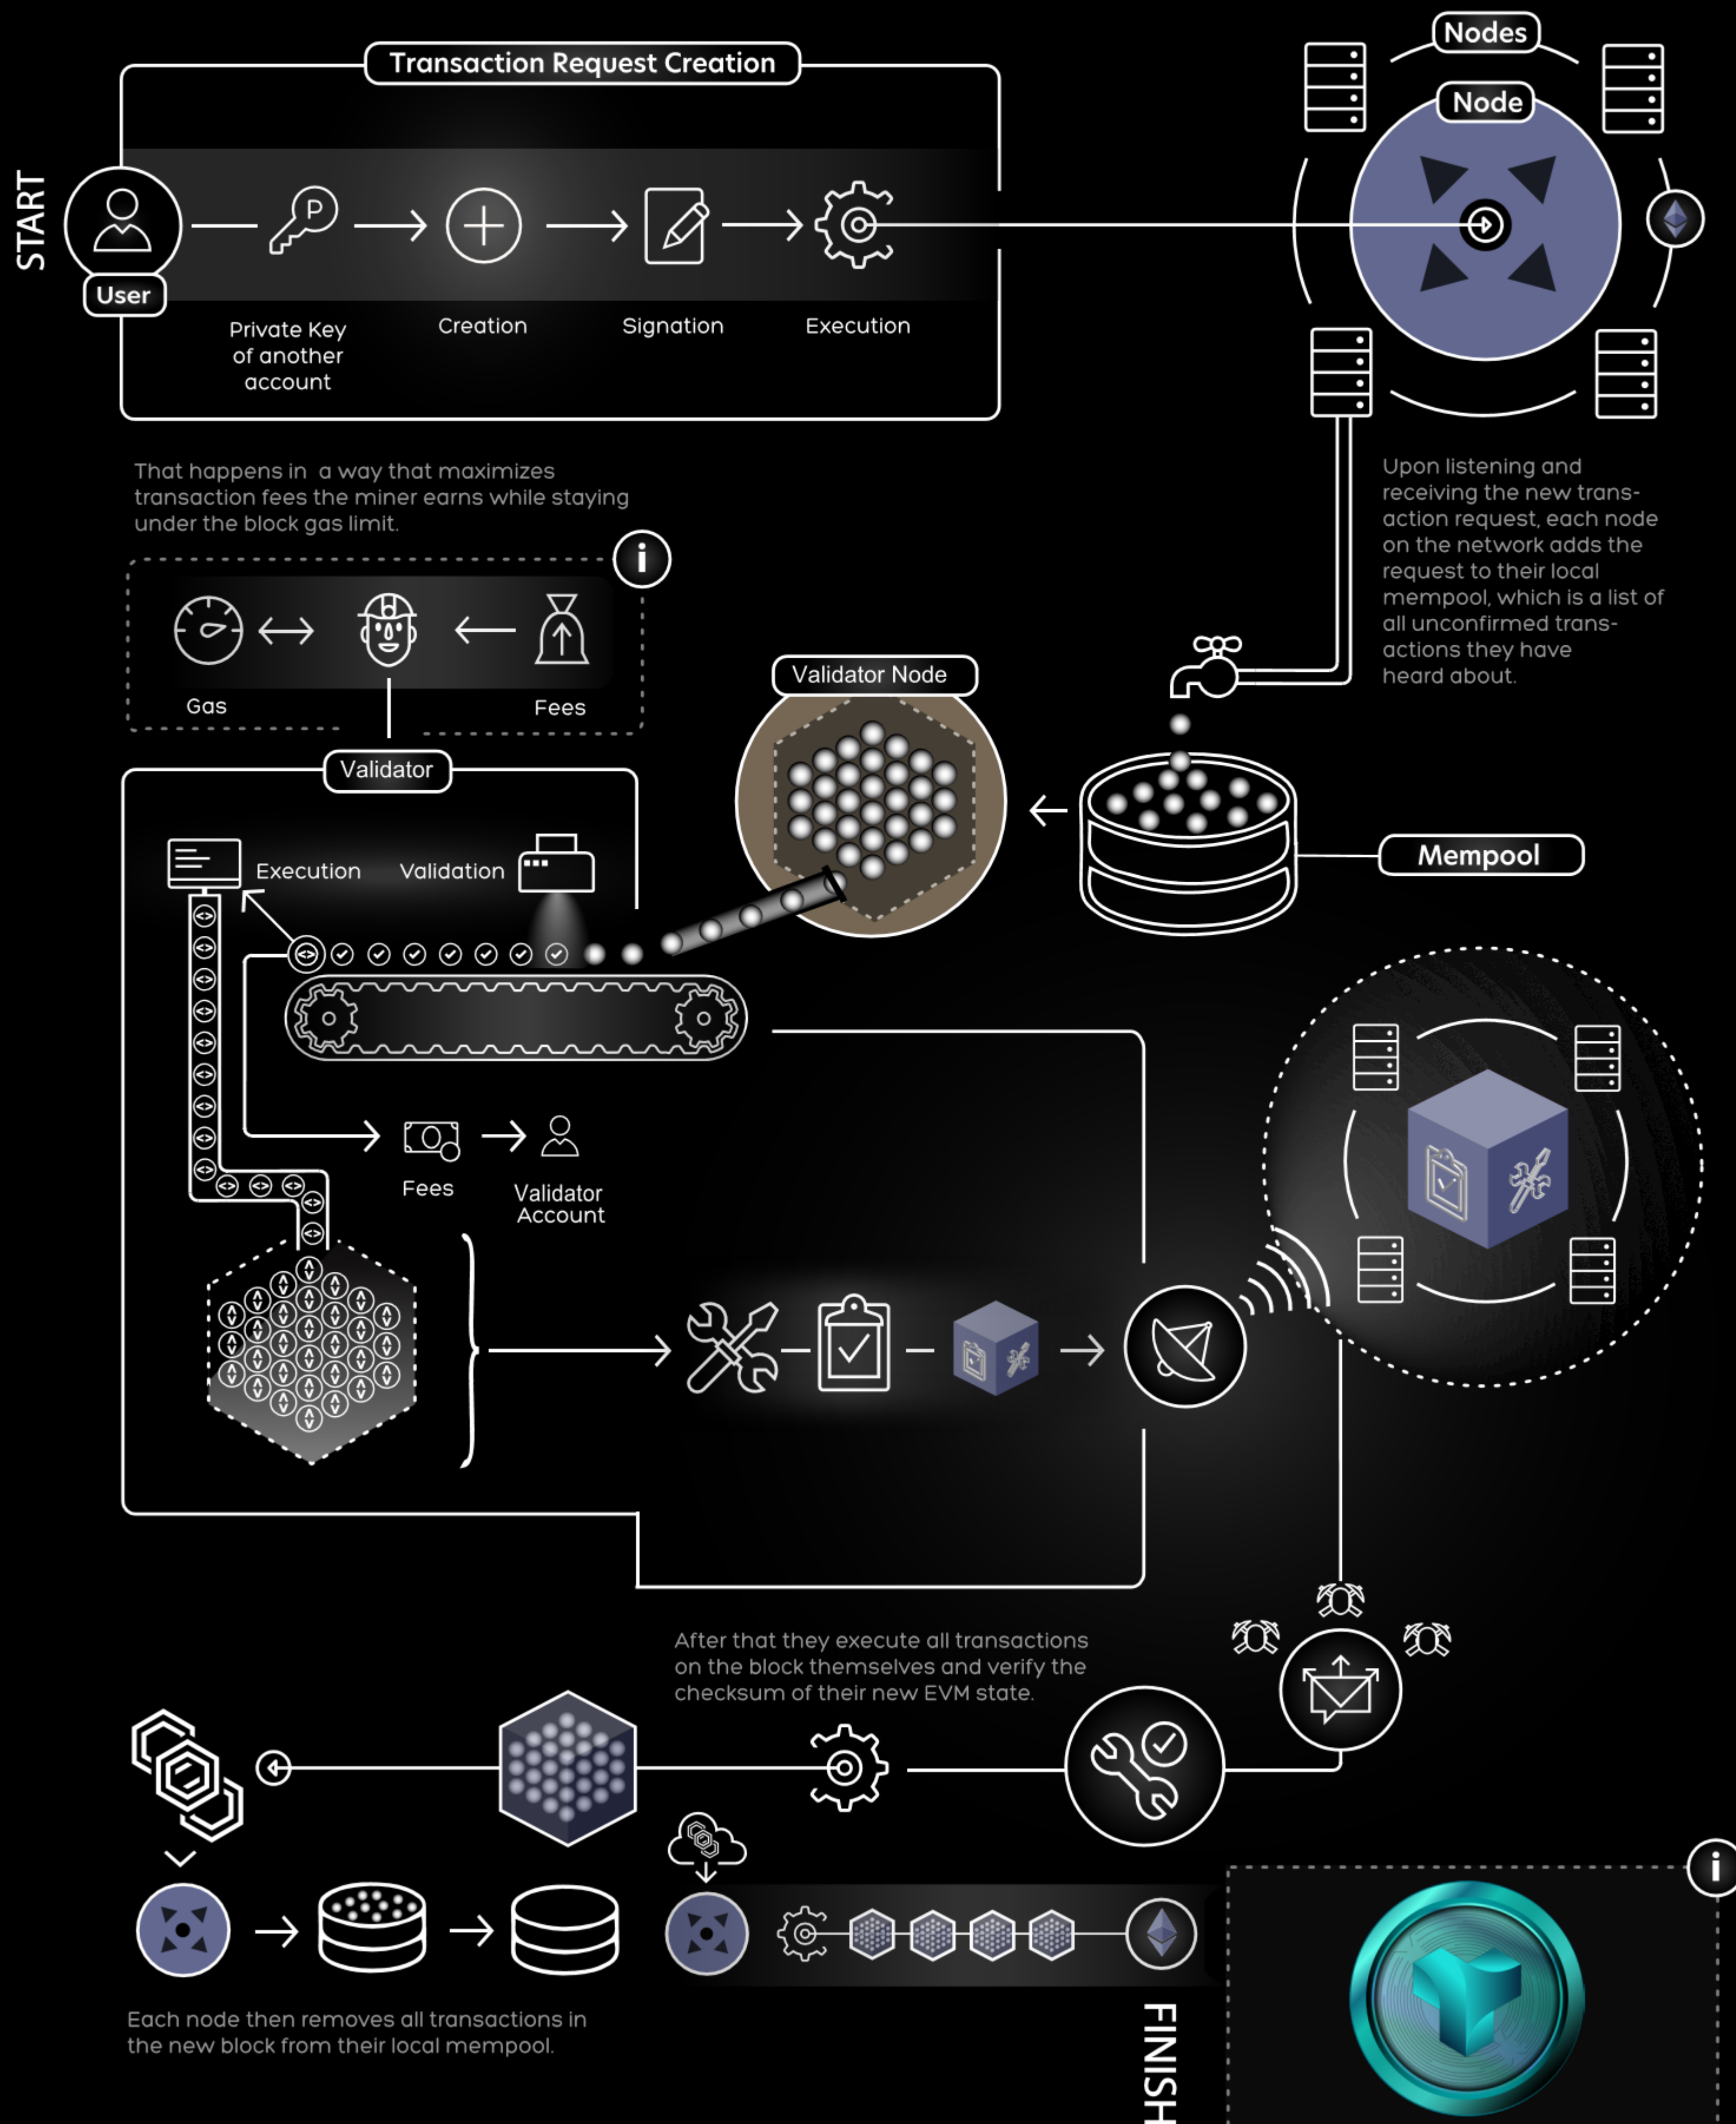 Transaction Request Creation
Nodes
Node
START
P
User
Private Key
of another
account
Creation
Signation
Execution
That happens in a way that maximizes
transaction fees the miner earns while staying
under the block gas limit.
i
Gas
Fees
Upon listening and
receiving the new trans-
action request, each node
on the network adds the
request to their local
mempool, which is a list of
all unconfirmed trans-
actions they have
heard about.
Validator Node
Validator
Execution
Validation
Mempool
Fees
Validator
Account
After that they execute all transactions
on the block themselves and verify the
checksum of their new EVM state.
i
Each node then removes all transactions in
the new block from their local mempool.
FINISH